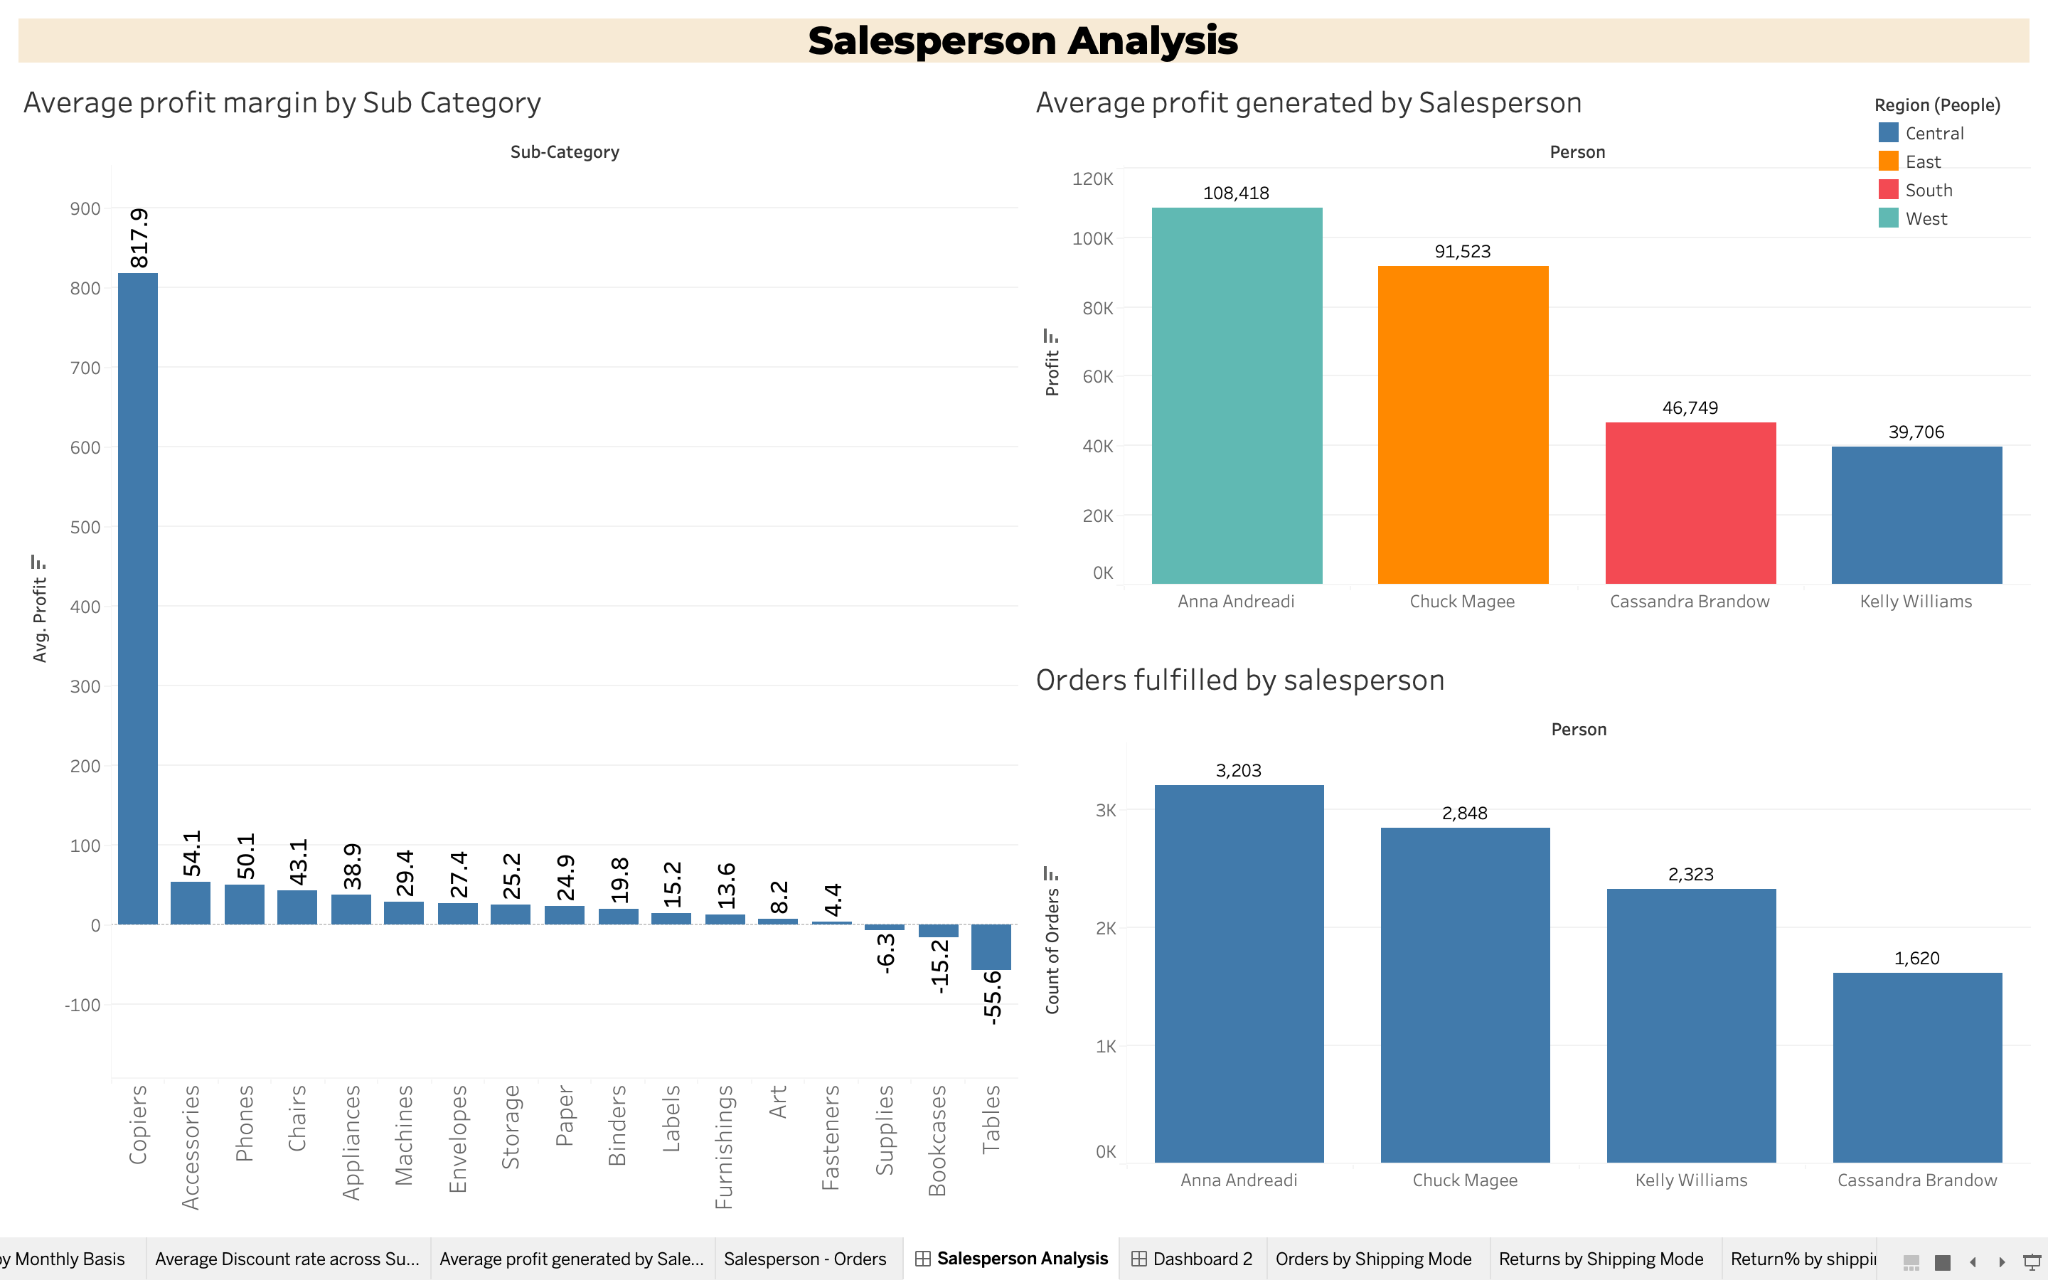 Salesperson Analysis
Average profit margin by Sub Category
Sub-Category
900
800
700
600
500
400
300
200
100
0
-100
Avg. Profit
817.9
54.1
50.1
43.1
38.9
29.4
27.4
25.2
24.9
19.8
15.2
13.6
8.2
4.4
-6.3
-15.2
-55.6
Copiers
Accessories
Phones
Chairs
Appliances
Machines
Envelopes
Storage
Paper
Binders
Labels
Furnishings
Art
Fasteners
Supplies
Bookcases
Tables
Average profit generated by Salesperson
Region (People)
Central
East
South
West
Person
120K
100K
80K
60K
40K
20K
0K
Profit
108,418
91,523
46,749
39,706
Anna Andreadi
Chuck Magee
Cassandra Brandow
Kelly Williams
Orders fulfilled by salesperson
Person
3K
2K
1K
0K
Count of Orders
3,203
2,848
2,323
1,620
Anna Andreadi
Chuck Magee
Kelly Williams
Cassandra Brandow
by Monthly Basis
Average Discount rate across Su...
Average profit generated by Sale...
Salesperson - Orders
Salesperson Analysis
Dashboard 2
Orders by Shipping Mode
Returns by Shipping Mode
Return% by shippi